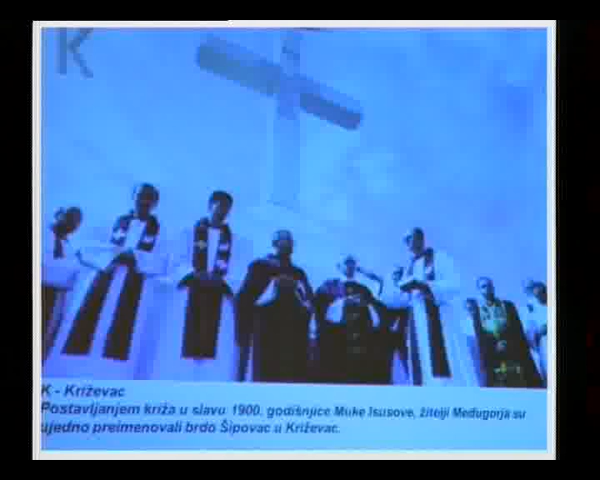 K
K - Križevac
Postavljanjem križa u slavu 1900. godišnjice Muke Isusove, žitelji Međugorja su
ujedno preimenovali brdo Šipovac u Križevac.